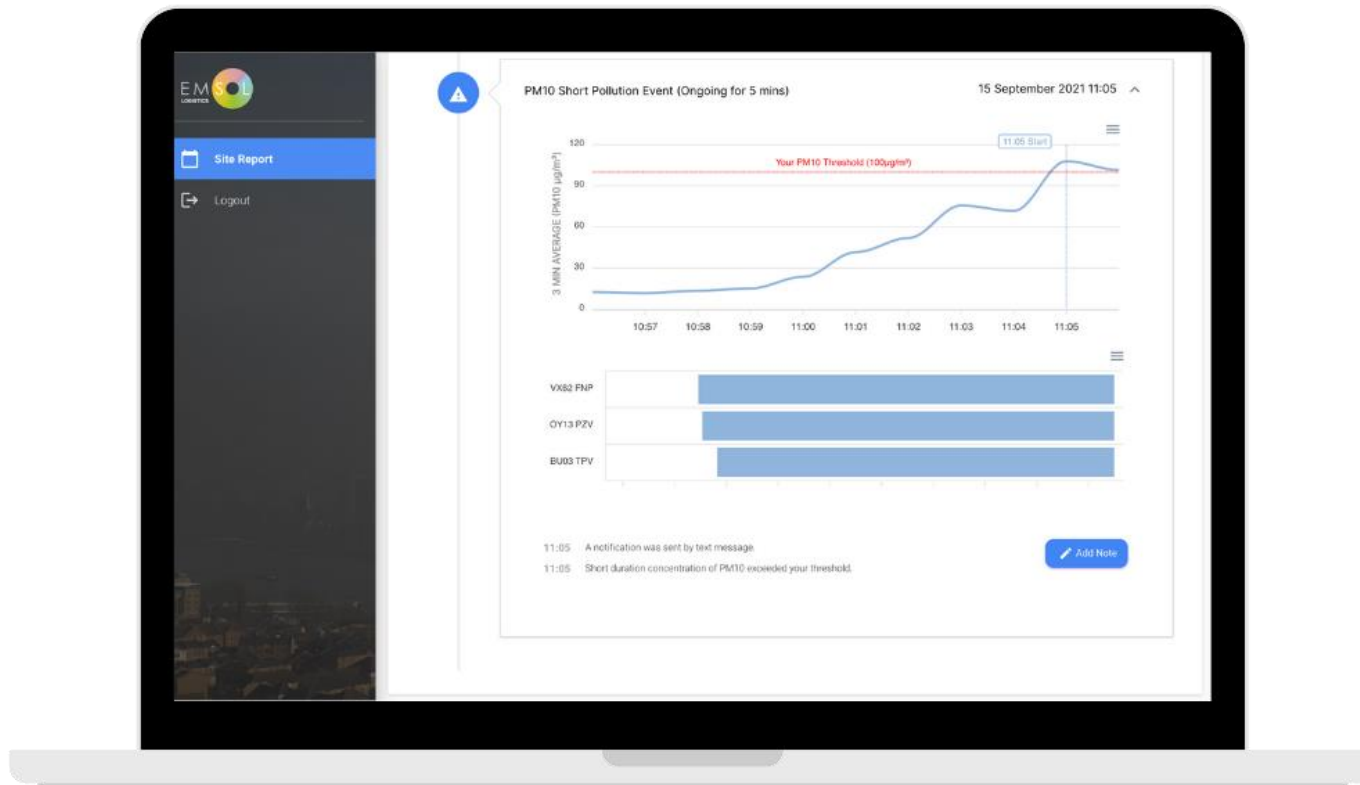 EMSOL
LOGISTICS
Site Report
Logout
PM10 Short Pollution Event (Ongoing for 5 mins)
15 September 2021 11:05
11:05 Start
Your PM10 Threshold (100µg/m³)
3 MIN AVERAGE (PM10 µg/m³)
120
90
60
30
0
10:57 10:58 10:59 11:00 11:01 11:02 11:03 11:04 11:05
VX62 FNP
OY13 PZV
BU03 TPV
11:05 A notification was sent by text message.
11:05 Short duration concentration of PM10 exceeded your threshold.
Add Note